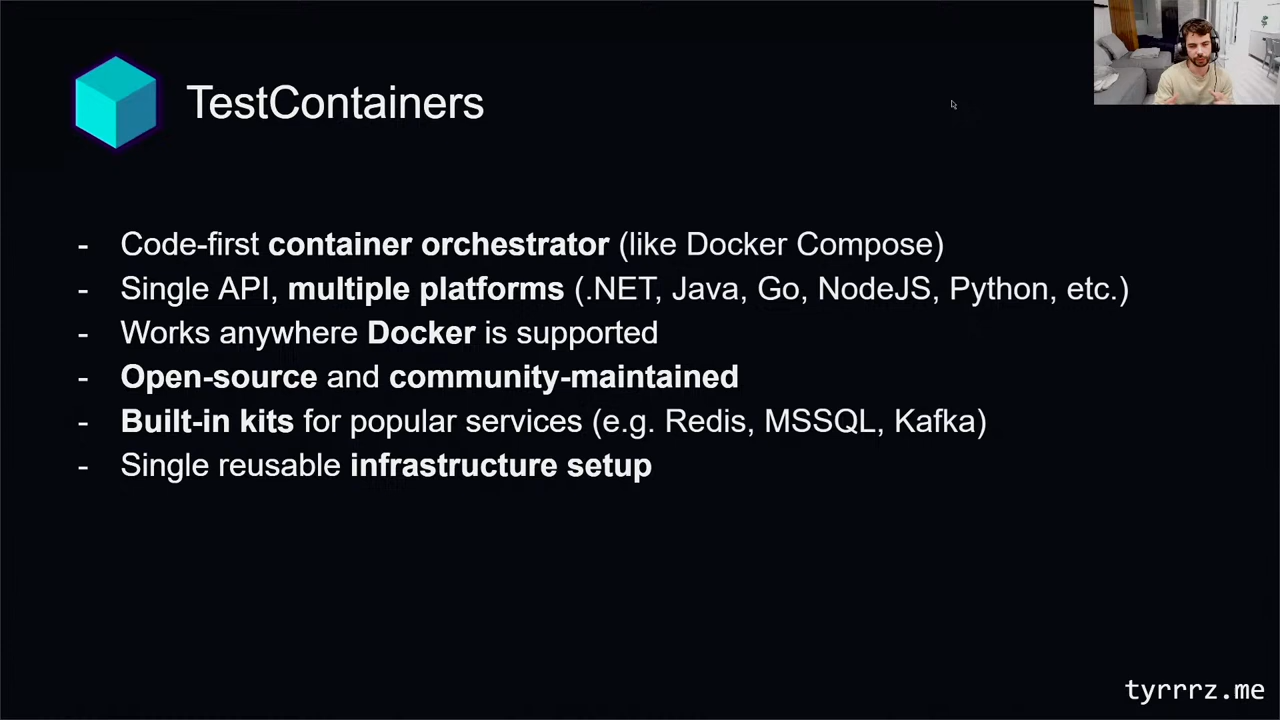 TestContainers
- Code-first container orchestrator (like Docker Compose)
- Single API, multiple platforms (.NET, Java, Go, NodeJS, Python, etc.)
- Works anywhere Docker is supported
- Open-source and community-maintained
- Built-in kits for popular services (e.g. Redis, MSSQL, Kafka)
- Single reusable infrastructure setup
tyrrrz.me